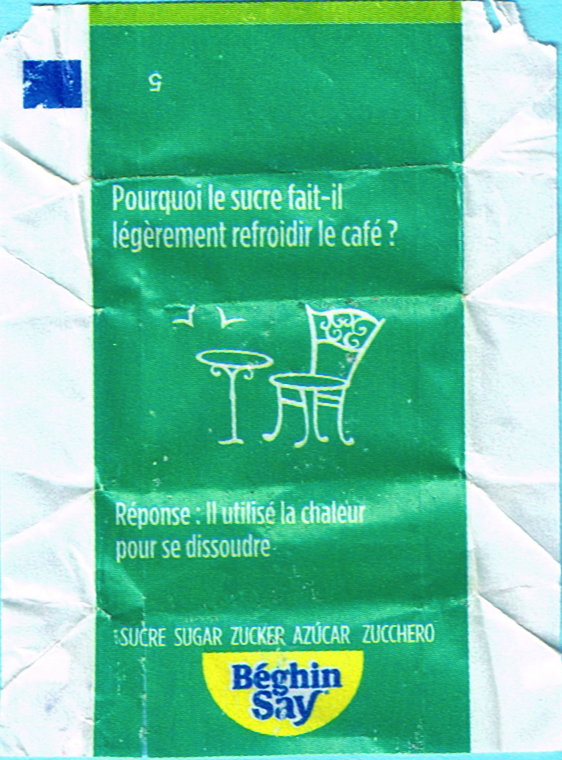 5
Pourquoi le sucre fait-il
légèrement refroidir le café ?
Réponse : Il utilisé la chaleur
pour se dissoudre
SUCRE SUGAR ZUCKER AZÚCAR ZUCCHERO
Béghin
Say